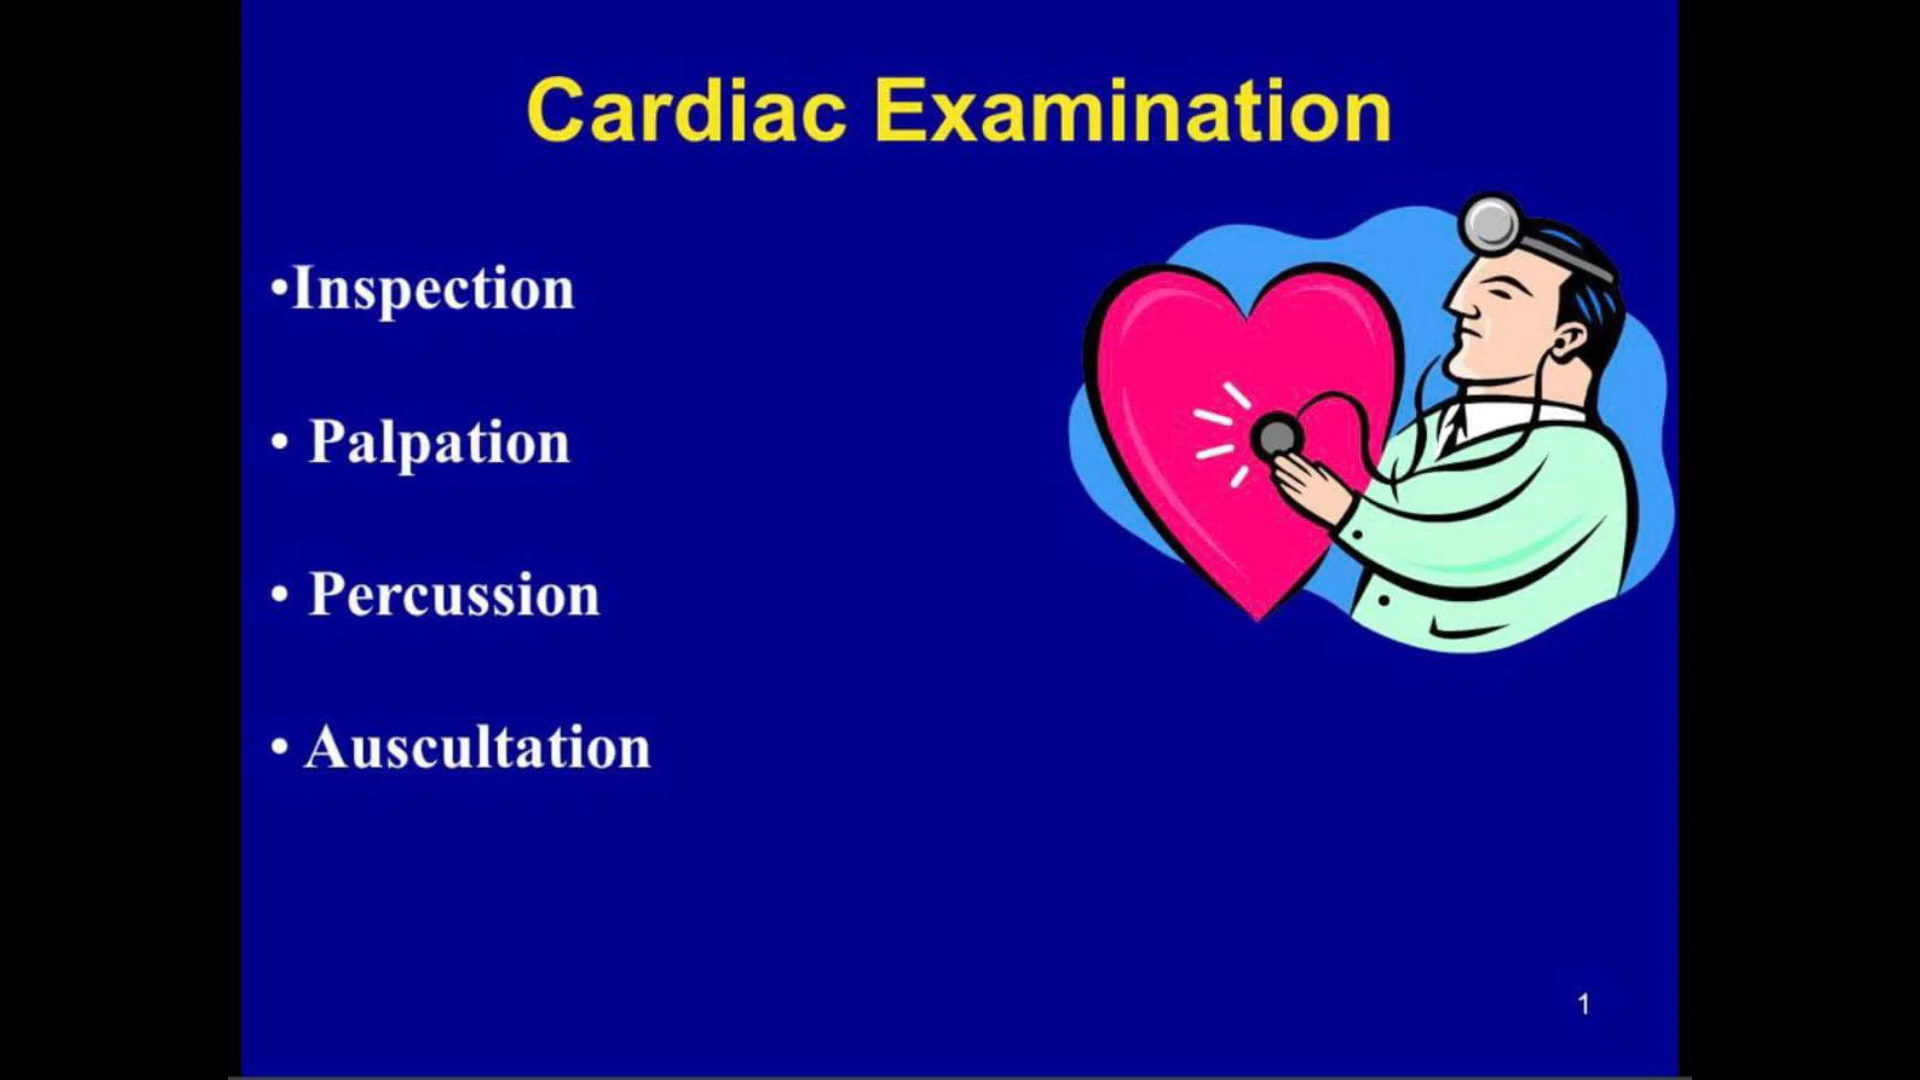 Cardiac Examination
•Inspection
• Palpation
• Percussion
• Auscultation
1